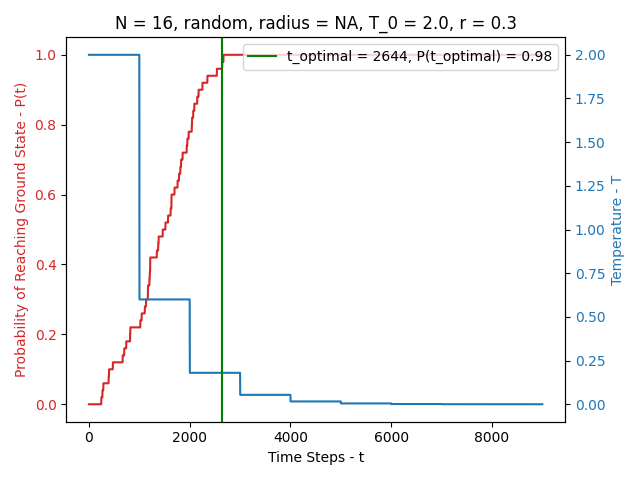 N = 16, random, radius = NA, T_0 = 2.0, r = 0.3
t_optimal = 2644, P(t_optimal) = 0.98
Probability of Reaching Ground State - P(t)
1.0
0.8
0.6
0.4
0.2
0.0
2.00
1.75
1.50
1.25
1.00
0.75
0.50
0.25
0.00
Temperature - T
0 2000 4000 6000 8000
Time Steps - t